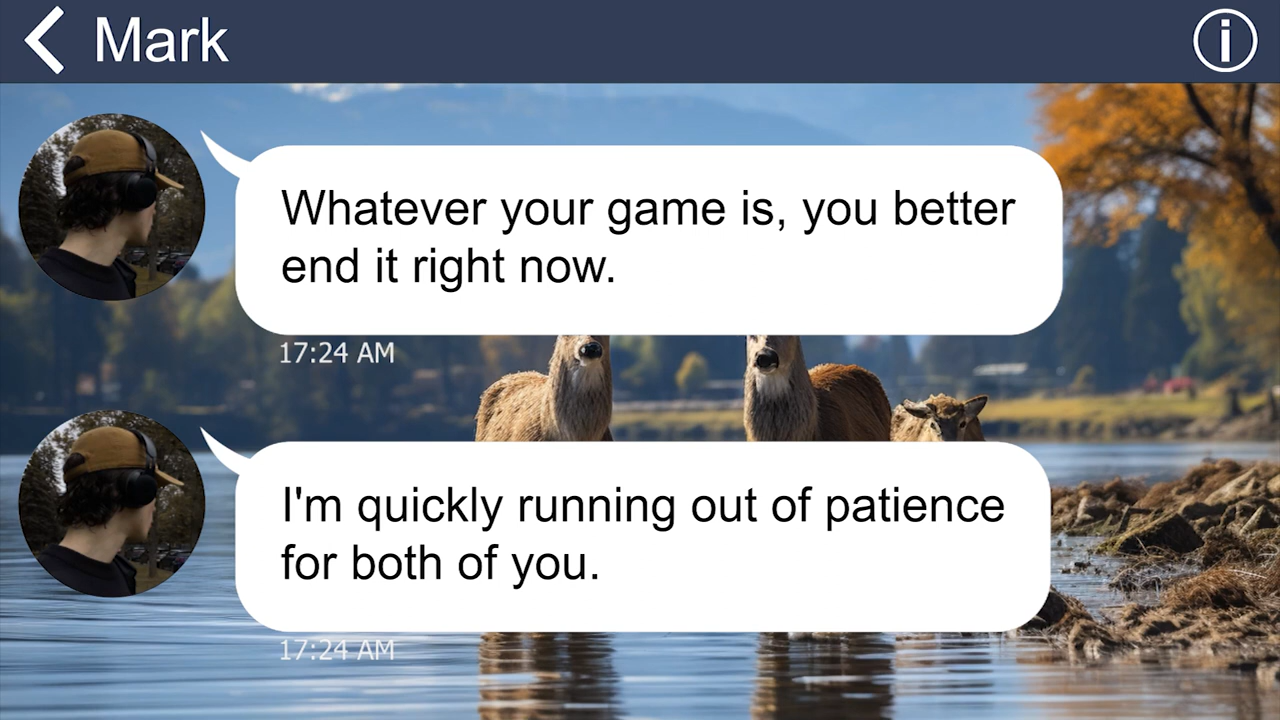 Mark
Whatever your game is, you better
end it right now.
17:24 AM
I'm quickly running out of patience
for both of you.
17:24 AM